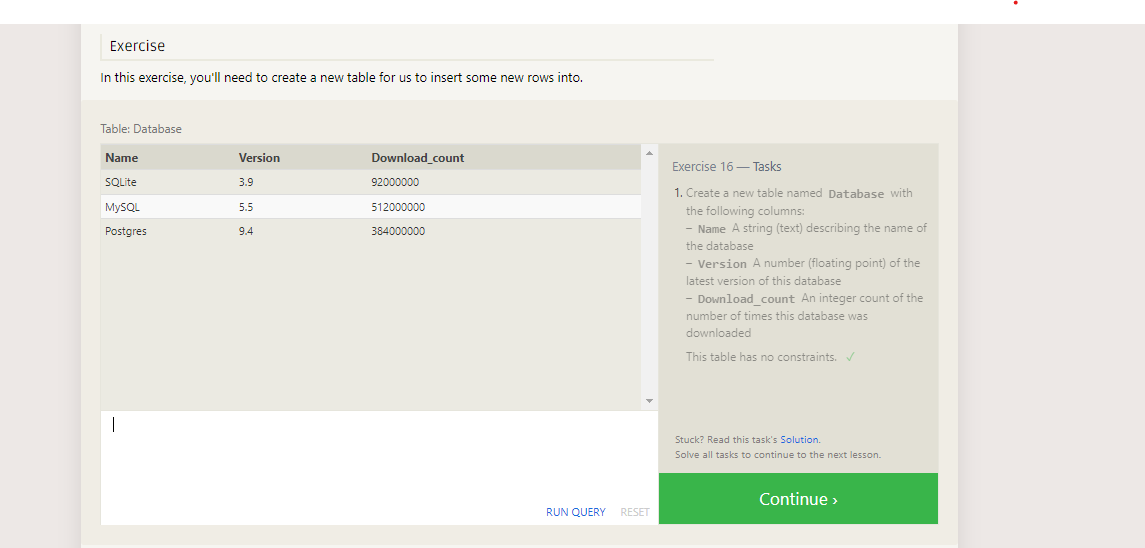 Exercise
In this exercise, you'll need to create a new table for us to insert some new rows into.
Table: Database
Name Version Download_count
SQLite 3.9 92000000
MySQL 5.5 512000000
Postgres 9.4 384000000
RUN QUERY RESET
Exercise 16 — Tasks
1. Create a new table named Database with
the following columns:
– Name A string (text) describing the name of
the database
– Version A number (floating point) of the
latest version of this database
– Download_count An integer count of the
number of times this database was
downloaded
This table has no constraints. ✓
Stuck? Read this task's Solution.
Solve all tasks to continue to the next lesson.
Continue ›